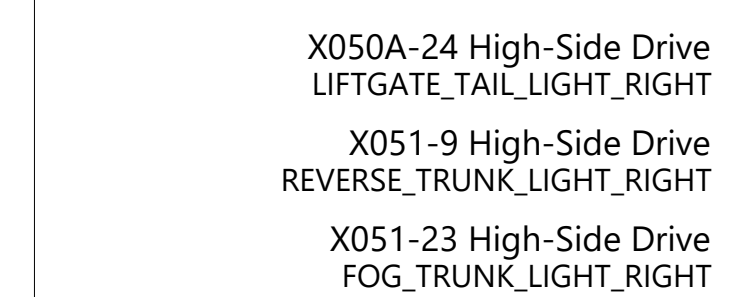 X050A-24 High-Side Drive
LIFTGATE_TAIL_LIGHT_RIGHT
X051-9 High-Side Drive
REVERSE_TRUNK_LIGHT_RIGHT
X051-23 High-Side Drive
FOG_TRUNK_LIGHT_RIGHT